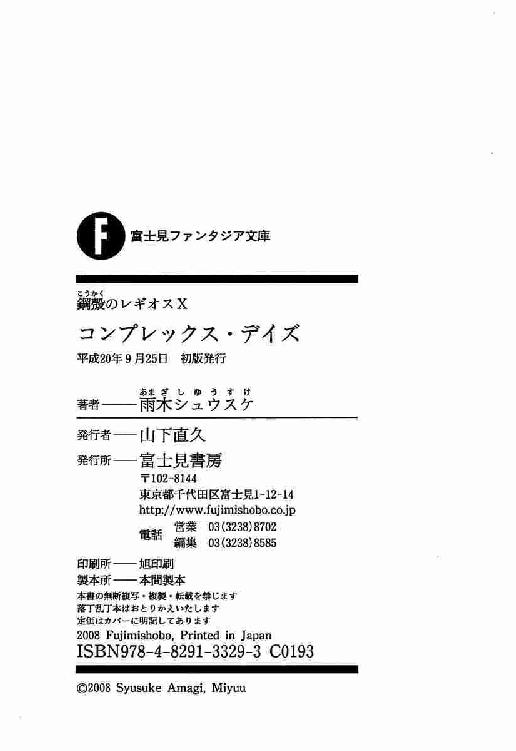 F 富士見ファンタジア文庫
こうかく
鋼殻のレギオスX
コンプレックス・デイズ
平成20年9月25日 初版発行
あまぎしゅうすけ
著者――雨木シュウスケ
発行者――山下直久
発行所――富士見書房
〒102-8144
東京都千代田区富士見1-12-14
http://www.fujimishobo.co.jp
電話 営業 03(3238)8702
編集 03(3238)8585
印刷所――旭印刷
製本所――本間製本
本書の無断複写・複製・転載を禁じます
落丁乱丁本はおとりかえいたします
定価はカバーに明記してあります
2008 Fujimishobo, Printed in Japan
ISBN978-4-8291-3329-3 C0193
©2008 Syusuke Amagi, Miyuu